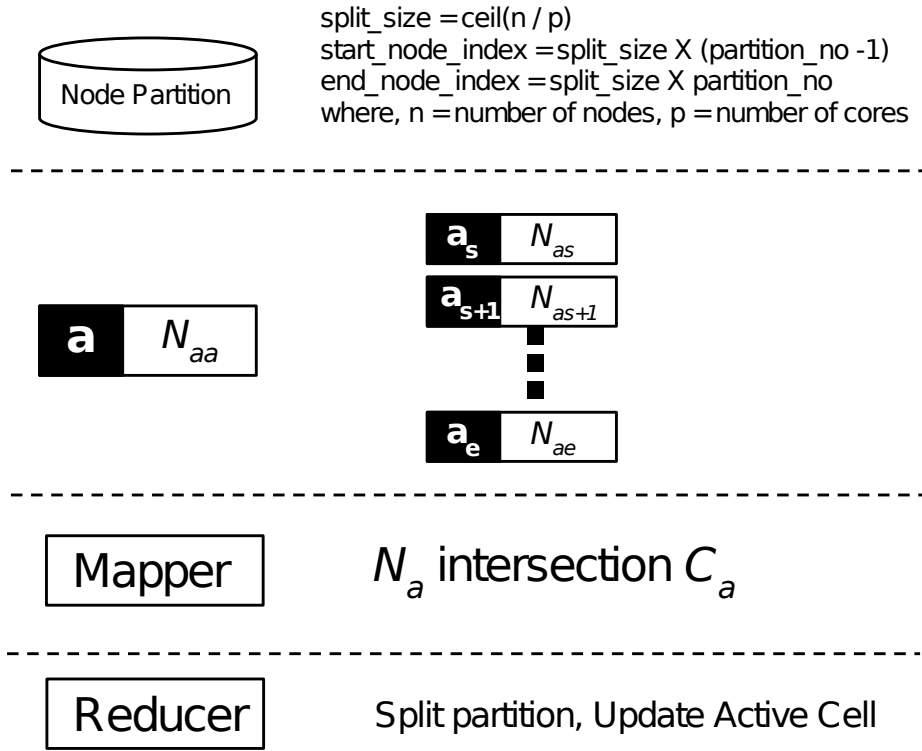 split_size = ceil(n / p)
start_node_index = split_size X (partition_no -1)
end_node_index = split_size X partition_no
where, n = number of nodes, p = number of cores
Node Partition
a_s N_as
a_s+1 N_as+1
a N_aa
a_e N_ae
Mapper N_a intersection C_a
Reducer Split partition, Update Active Cell